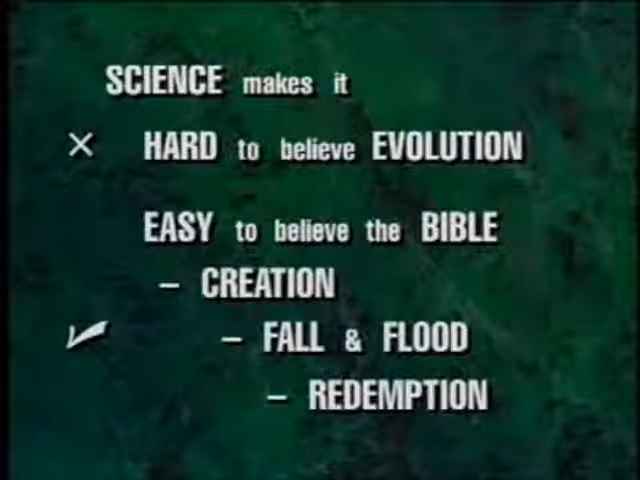 SCIENCE makes it
× HARD to believe EVOLUTION
EASY to believe the BIBLE
– CREATION
– FALL & FLOOD
– REDEMPTION